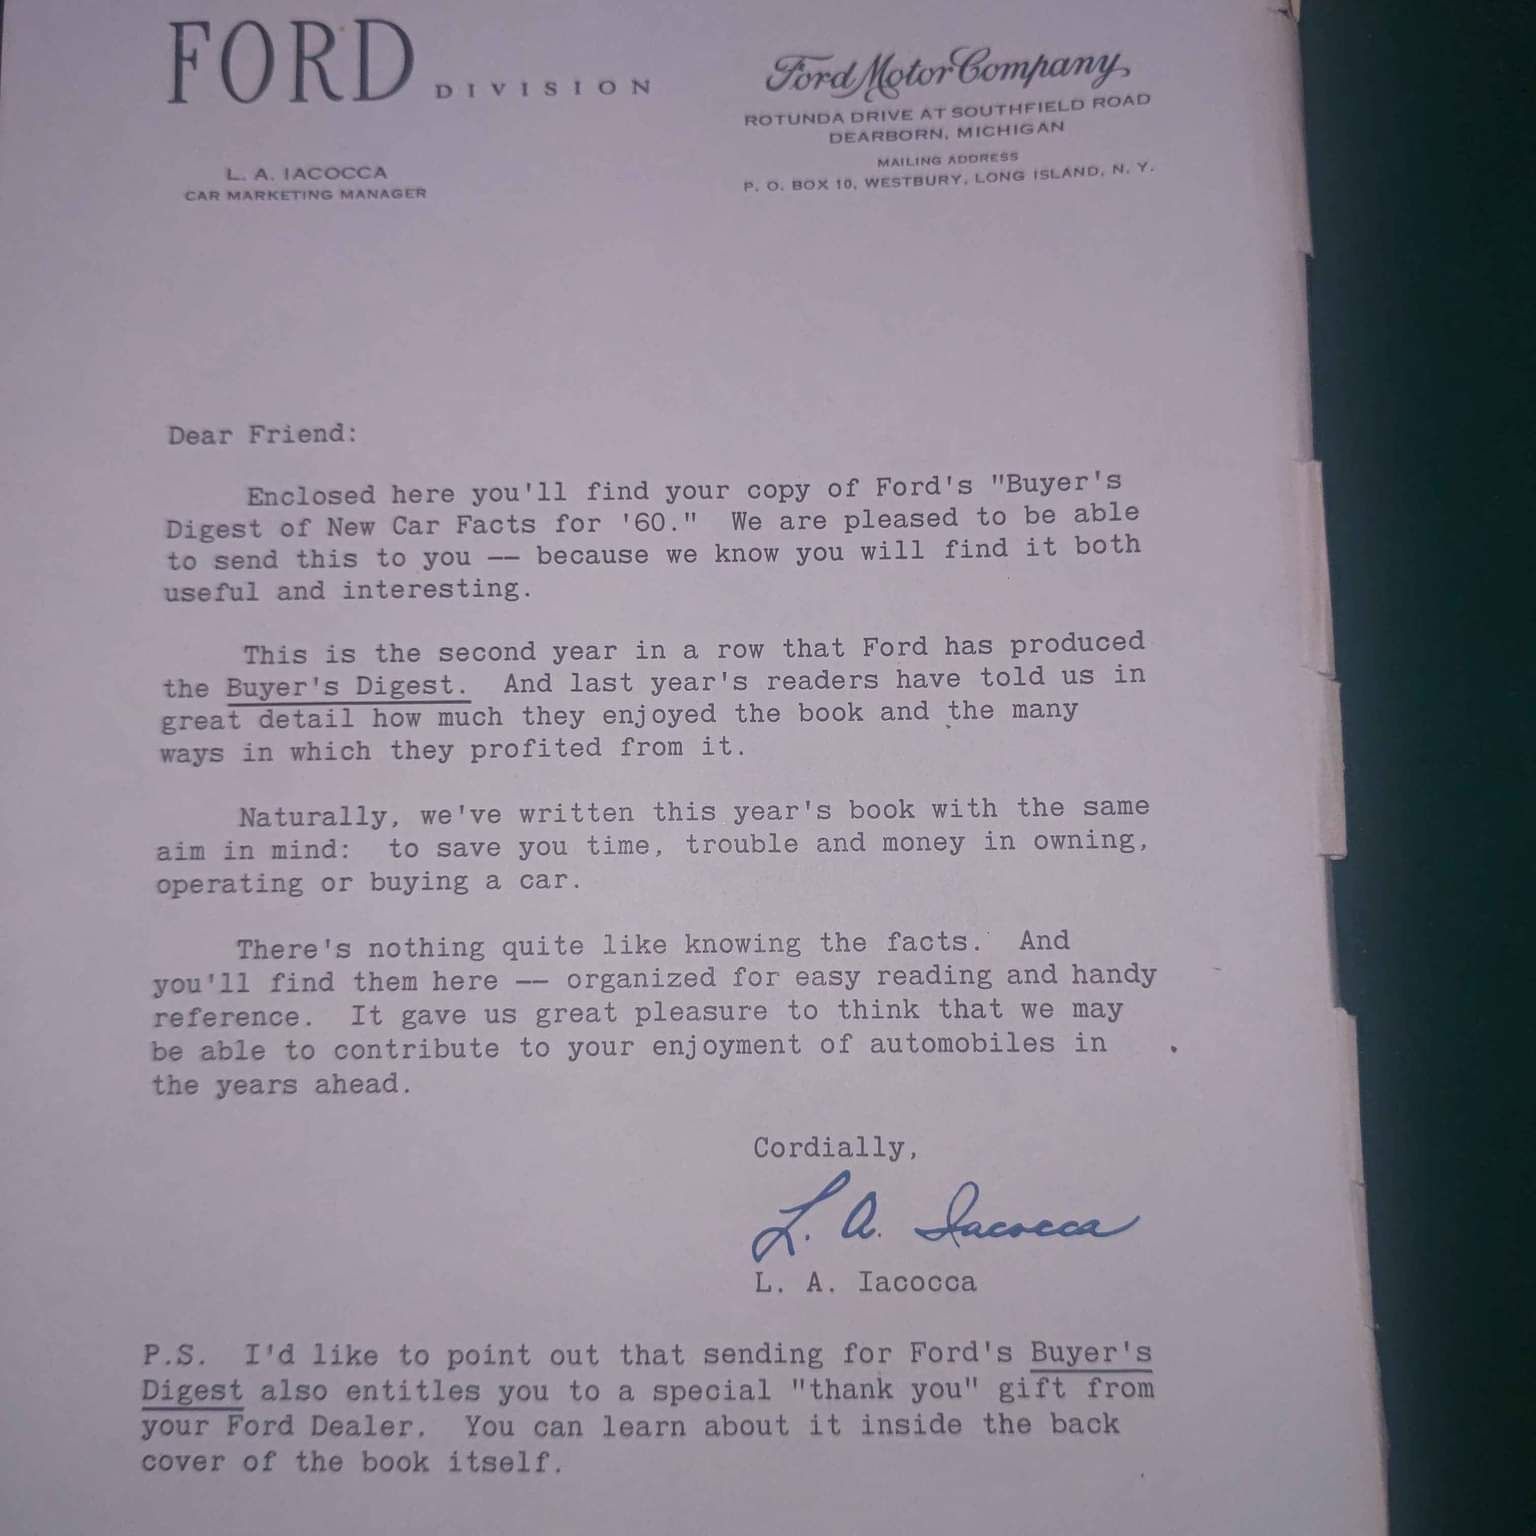 FORD DIVISION
Ford Motor Company,
ROTUNDA DRIVE AT SOUTHFIELD ROAD
DEARBORN, MICHIGAN
MAILING ADDRESS
P. O. BOX 10, WESTBURY, LONG ISLAND, N. Y.
L. A. IACOCCA
CAR MARKETING MANAGER
Dear Friend:
Enclosed here you'll find your copy of Ford's "Buyer's
Digest of New Car Facts for '60." We are pleased to be able
to send this to you -- because we know you will find it both
useful and interesting.
This is the second year in a row that Ford has produced
the Buyer's Digest. And last year's readers have told us in
great detail how much they enjoyed the book and the many
ways in which they profited from it.
Naturally, we've written this year's book with the same
aim in mind: to save you time, trouble and money in owning,
operating or buying a car.
There's nothing quite like knowing the facts. And
you'll find them here -- organized for easy reading and handy
reference. It gave us great pleasure to think that we may
be able to contribute to your enjoyment of automobiles in
the years ahead.
Cordially,
L. A. Iacocca
L. A. Iacocca
P.S. I'd like to point out that sending for Ford's Buyer's
Digest also entitles you to a special "thank you" gift from
your Ford Dealer. You can learn about it inside the back
cover of the book itself.